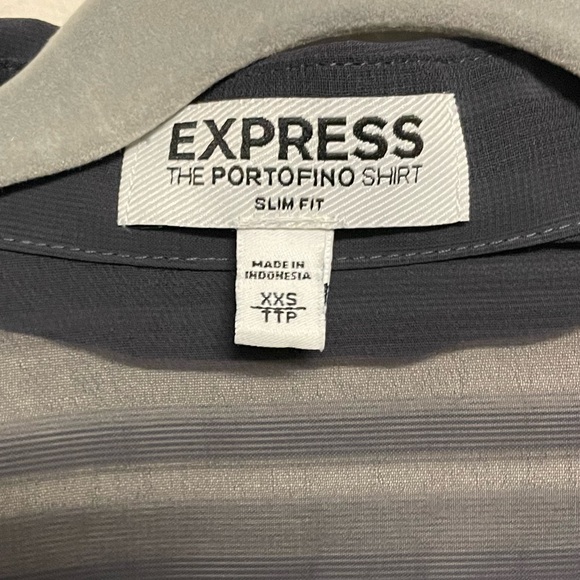 EXPRESS
THE PORTOFINO SHIRT
SLIM FIT
MADE IN
INDONESIA
XXS
TTP